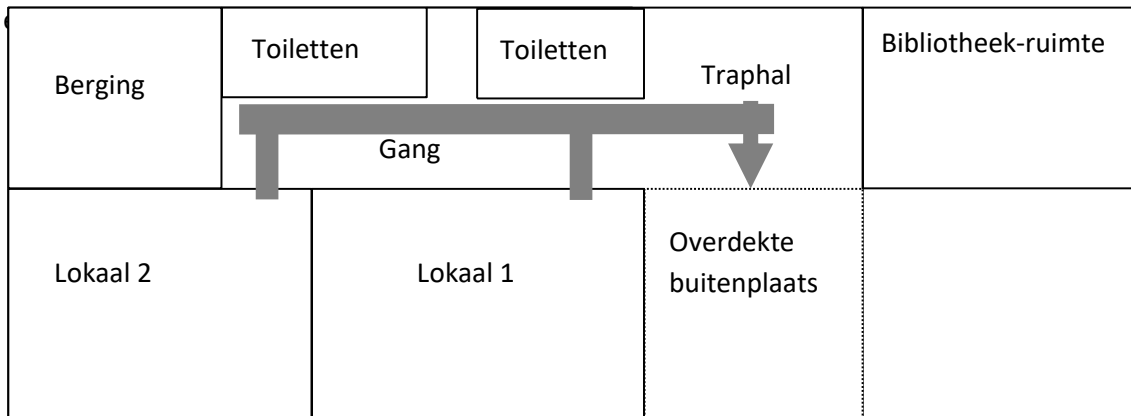 Toiletten
Toiletten
Bibliotheek-ruimte
Berging
Traphal
Gang
Lokaal 2
Lokaal 1
Overdekte
buitenplaats